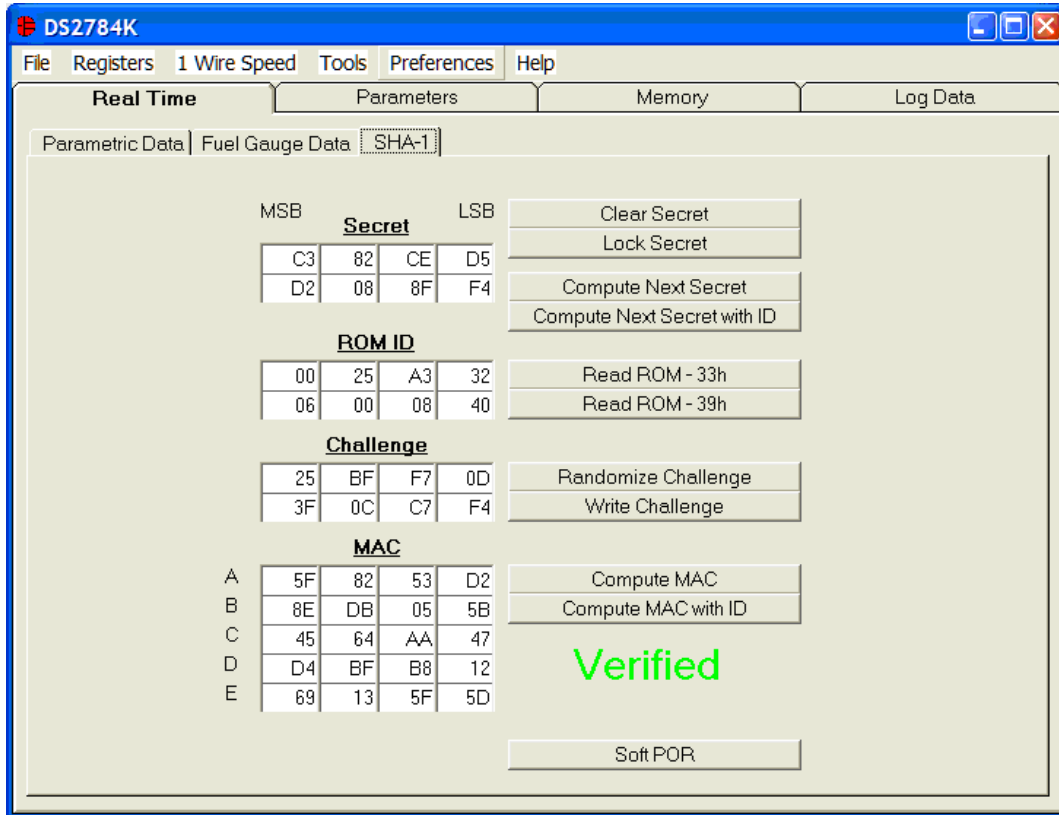 DS2784K
File Registers 1 Wire Speed Tools Preferences Help
Real Time Parameters Memory Log Data
Parametric Data Fuel Gauge Data SHA-1
MSB Secret LSB
C3 82 CE D5
D2 08 8F F4
Clear Secret
Lock Secret
Compute Next Secret
Compute Next Secret with ID
ROM ID
00 25 A3 32 Read ROM - 33h
06 00 08 40 Read ROM - 39h
Challenge
25 BF F7 0D Randomize Challenge
3F 0C C7 F4 Write Challenge
MAC
A 5F 82 53 D2 Compute MAC
B 8E DB 05 5B Compute MAC with ID
C 45 64 AA 47
D D4 BF B8 12
E 69 13 5F 5D
Verified
Soft POR